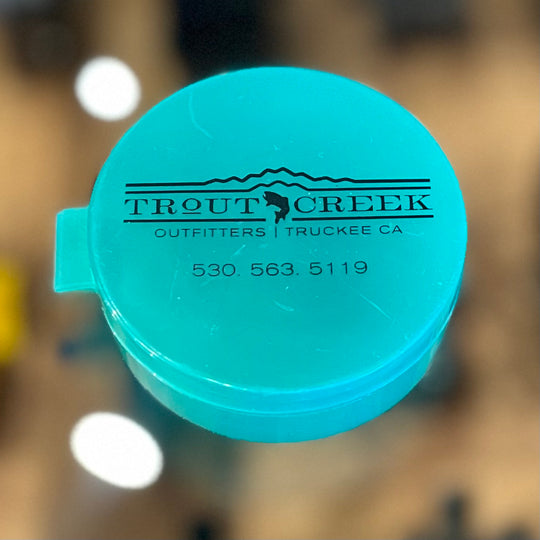 TROUT CREEK
OUTFITTERS | TRUCKEE CA
530. 563. 5119